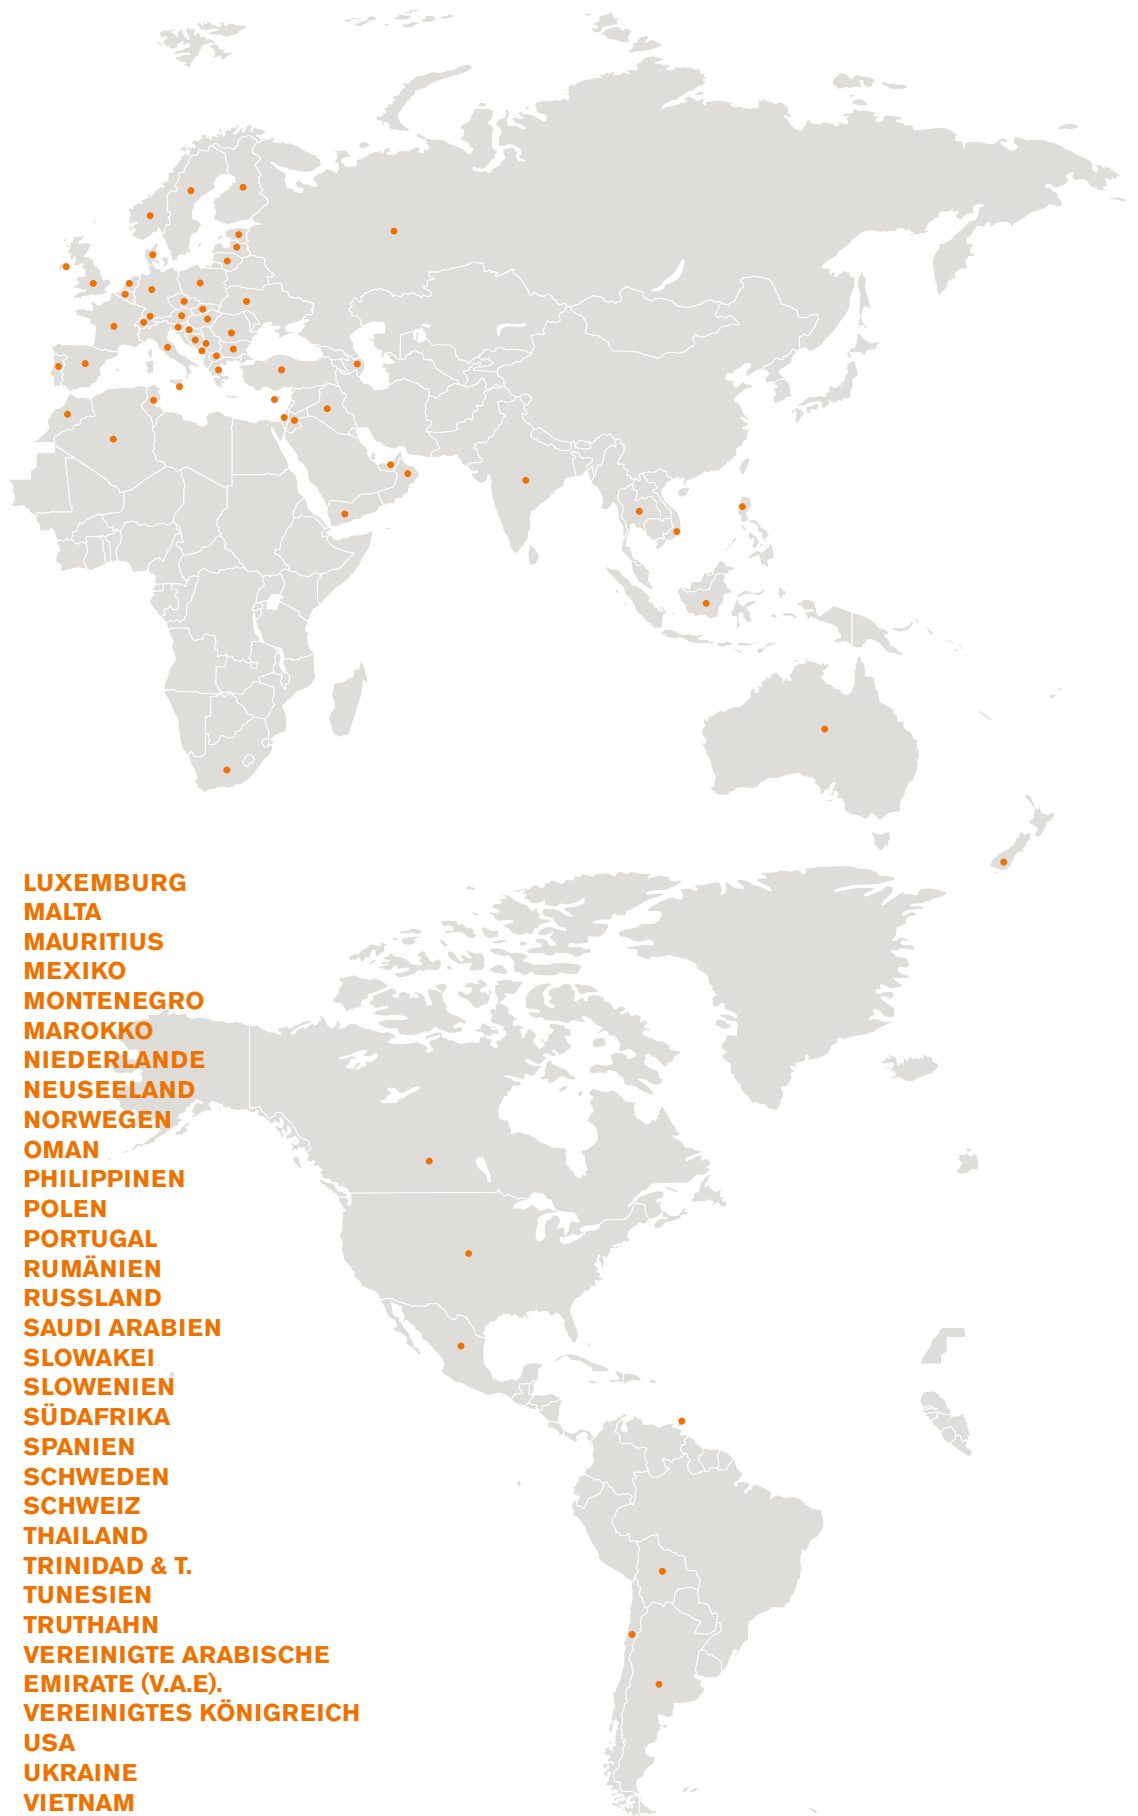 LUXEMBURG
MALTA
MAURITIUS
MEXIKO
MONTENEGRO
MAROKKO
NIEDERLANDE
NEUSEELAND
NORWEGEN
OMAN
PHILIPPINEN
POLEN
PORTUGAL
RUMÄNIEN
RUSSLAND
SAUDI ARABIEN
SLOWAKEI
SLOWENIEN
SÜDAFRIKA
SPANIEN
SCHWEDEN
SCHWEIZ
THAILAND
TRINIDAD & T.
TUNESIEN
TRUTHAHN
VEREINIGTE ARABISCHE
EMIRATE (V.A.E).
VEREINIGTES KÖNIGREICH
USA
UKRAINE
VIETNAM